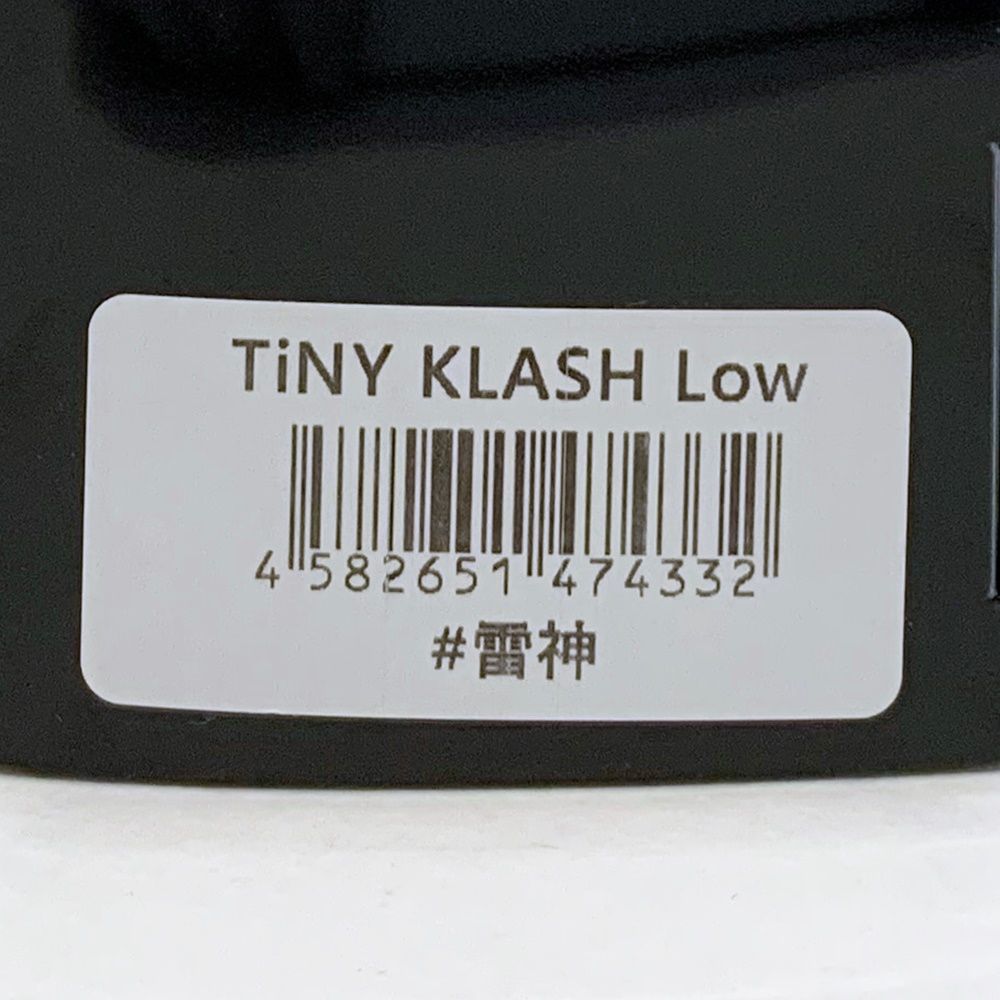 TiNY KLASH Low
4 582651 474332
#雷神